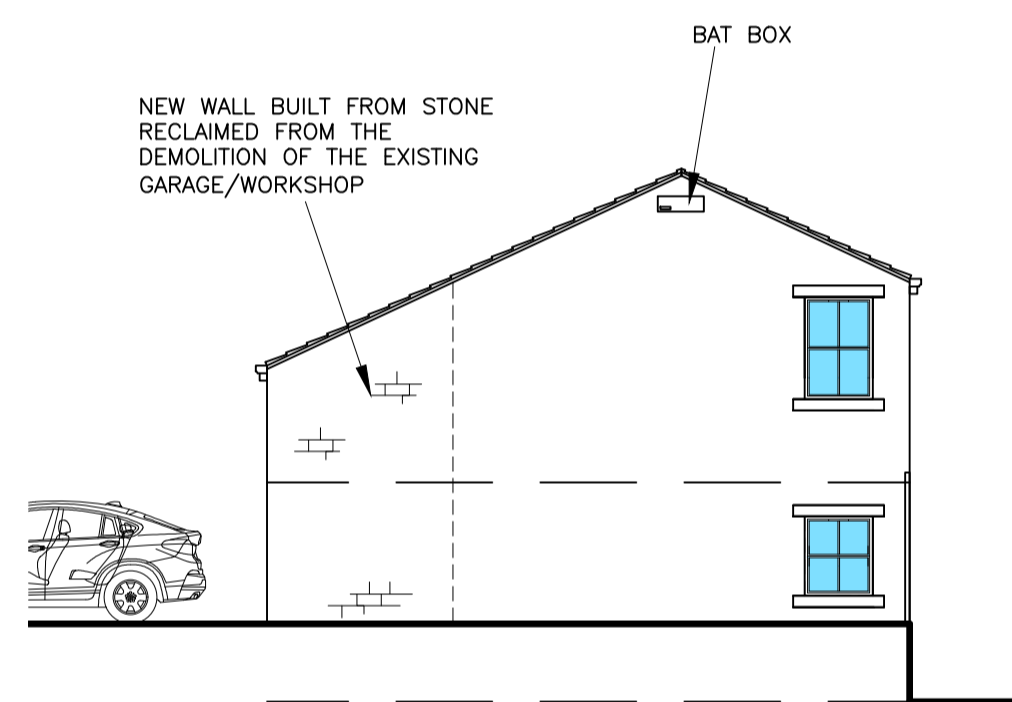 BAT BOX
NEW WALL BUILT FROM STONE
RECLAIMED FROM THE
DEMOLITION OF THE EXISTING
GARAGE/WORKSHOP